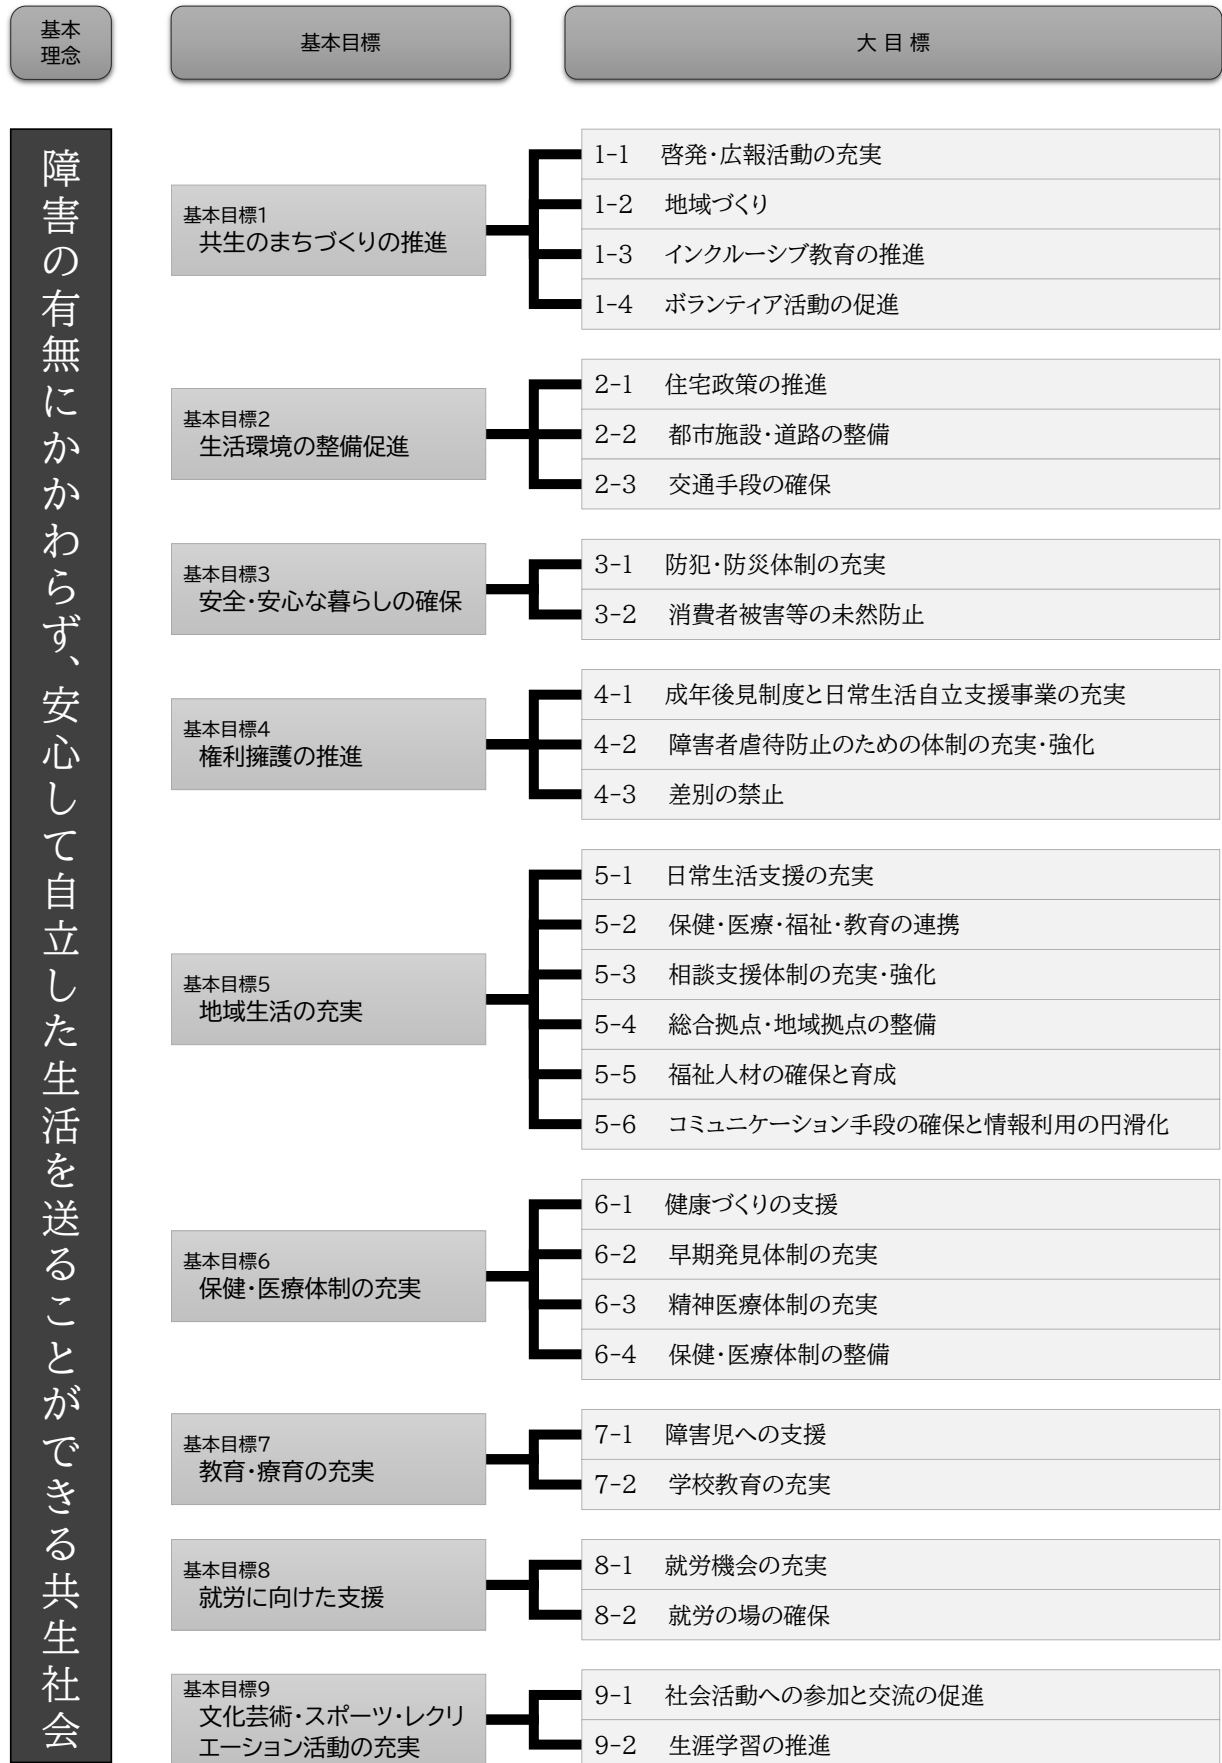 基本
理念
基本目標
大目標
障害の有無にかかわらず、安心して自立した生活を送ることができる共生社会
基本目標1
共生のまちづくりの推進
1-1 啓発・広報活動の充実
1-2 地域づくり
1-3 インクルーシブ教育の推進
1-4 ボランティア活動の促進
基本目標2
生活環境の整備促進
2-1 住宅政策の推進
2-2 都市施設・道路の整備
2-3 交通手段の確保
基本目標3
安全・安心な暮らしの確保
3-1 防犯・防災体制の充実
3-2 消費者被害等の未然防止
基本目標4
権利擁護の推進
4-1 成年後見制度と日常生活自立支援事業の充実
4-2 障害者虐待防止のための体制の充実・強化
4-3 差別の禁止
基本目標5
地域生活の充実
5-1 日常生活支援の充実
5-2 保健・医療・福祉・教育の連携
5-3 相談支援体制の充実・強化
5-4 総合拠点・地域拠点の整備
5-5 福祉人材の確保と育成
5-6 コミュニケーション手段の確保と情報利用の円滑化
基本目標6
保健・医療体制の充実
6-1 健康づくりの支援
6-2 早期発見体制の充実
6-3 精神医療体制の充実
6-4 保健・医療体制の整備
基本目標7
教育・療育の充実
7-1 障害児への支援
7-2 学校教育の充実
基本目標8
就労に向けた支援
8-1 就労機会の充実
8-2 就労の場の確保
基本目標9
文化芸術・スポーツ・レクリ
エーション活動の充実
9-1 社会活動への参加と交流の促進
9-2 生涯学習の推進